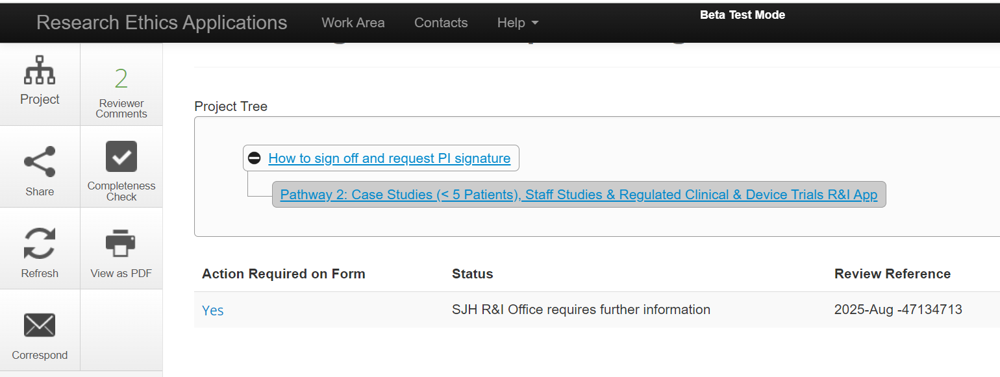 Research Ethics Applications Work Area Contacts Help Beta Test Mode
Project
2
Reviewer
Comments
Share
Completeness
Check
Refresh
View as PDF
Correspond
Project Tree
How to sign off and request PI signature
Pathway 2: Case Studies (< 5 Patients), Staff Studies & Regulated Clinical & Device Trials R&I App
Action Required on Form Status Review Reference
Yes SJH R&I Office requires further information 2025-Aug -47134713